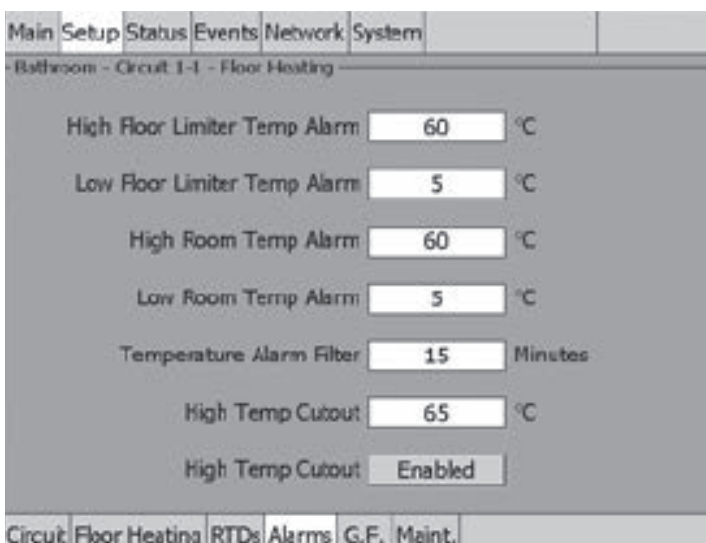 Main Setup Status Events Network System
Bathroom - Circuit 1-1 - Floor Heating
High Floor Limiter Temp Alarm 60 °C
Low Floor Limiter Temp Alarm 5 °C
High Room Temp Alarm 60 °C
Low Room Temp Alarm 5 °C
Temperature Alarm Filter 15 Minutes
High Temp Cutout 65 °C
High Temp Cutout Enabled
Circuit Floor Heating RTDs Alarms G.F. Maint.